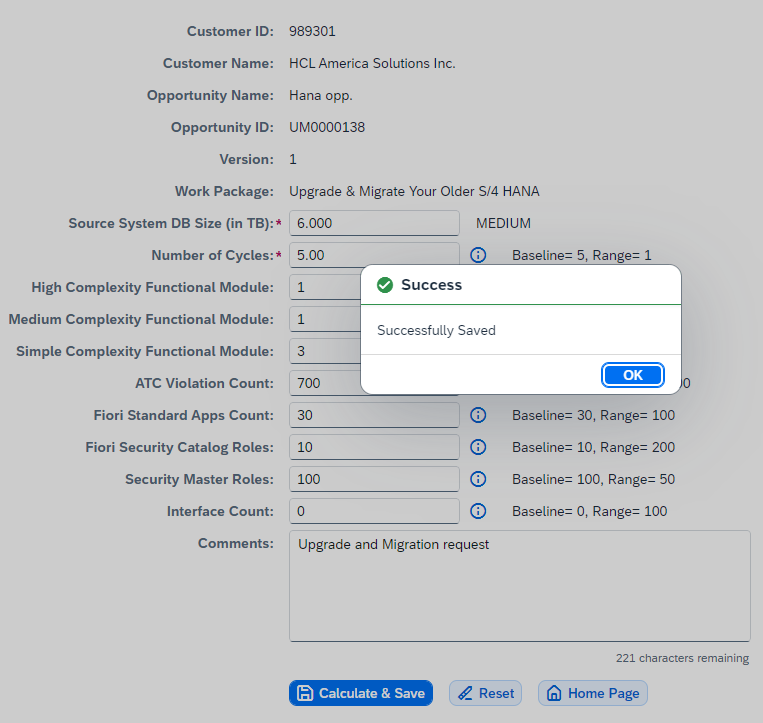 Customer ID: 989301
Customer Name: HCL America Solutions Inc.
Opportunity Name: Hana opp.
Opportunity ID: UM0000138
Version: 1
Work Package: Upgrade & Migrate Your Older S/4 HANA
Source System DB Size (in TB):* 6.000 MEDIUM
Number of Cycles:* 5.00 Baseline= 5, Range= 1
High Complexity Functional Module: 1
Medium Complexity Functional Module: 1
Simple Complexity Functional Module: 3
ATC Violation Count: 700
Success
Successfully Saved
OK
Fiori Standard Apps Count: 30 Baseline= 30, Range= 100
Fiori Security Catalog Roles: 10 Baseline= 10, Range= 200
Security Master Roles: 100 Baseline= 100, Range= 50
Interface Count: 0 Baseline= 0, Range= 100
Comments: Upgrade and Migration request
221 characters remaining
Calculate & Save Reset Home Page